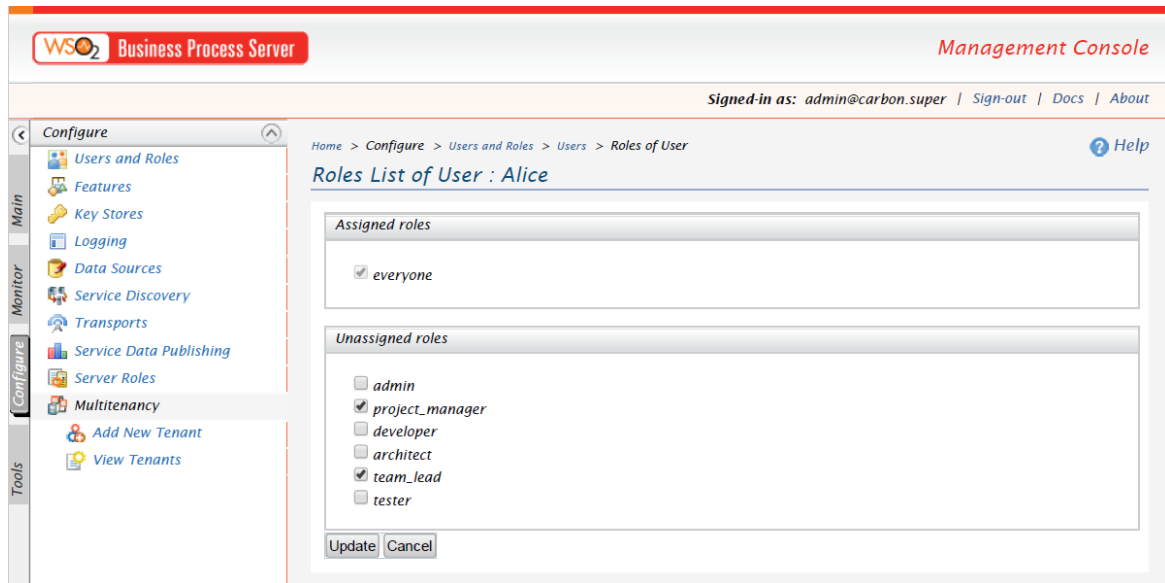 WSO2 Business Process Server
Management Console
Signed-in as: admin@carbon.super | Sign-out | Docs | About
Main
Monitor
Configure
Tools
Configure
Users and Roles
Features
Key Stores
Logging
Data Sources
Service Discovery
Transports
Service Data Publishing
Server Roles
Multitenancy
Add New Tenant
View Tenants
Home > Configure > Users and Roles > Users > Roles of User
Help
Roles List of User : Alice
Assigned roles
everyone
Unassigned roles
admin
project_manager
developer
architect
team_lead
tester
Update Cancel